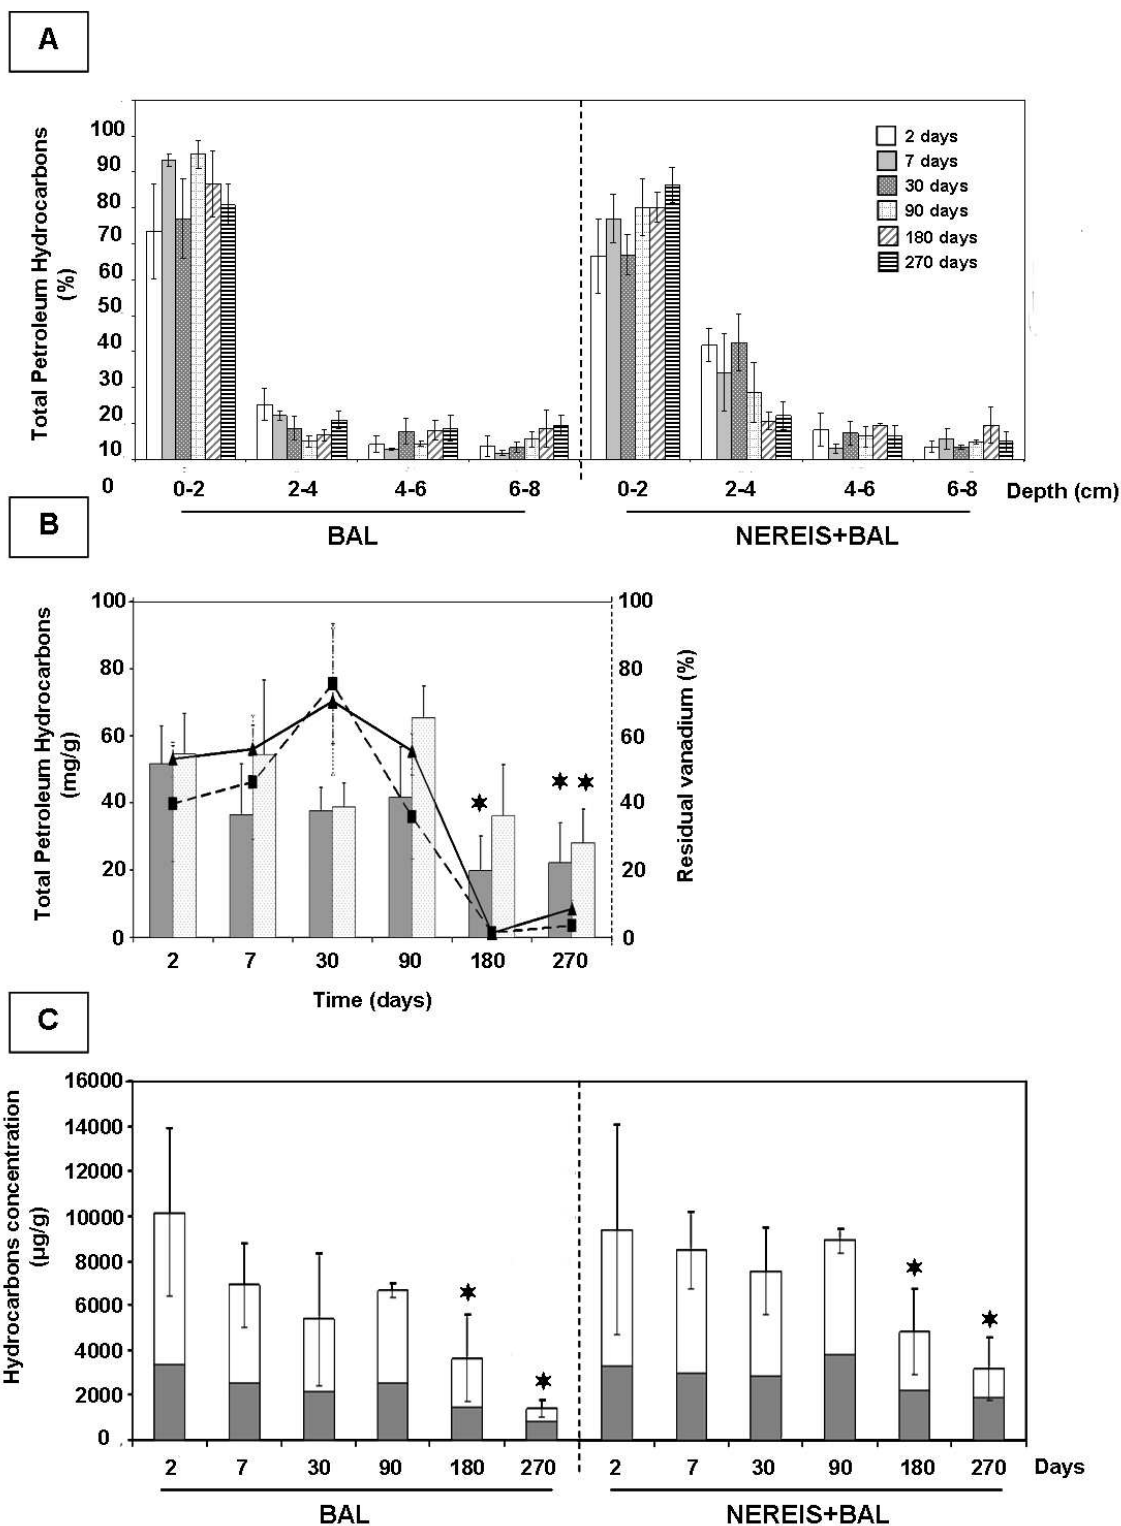 A
Total Petroleum Hydrocarbons
(%)
100
90
80
70
60
50
40
30
20
10
0
2 days
7 days
30 days
90 days
180 days
270 days
0-2 2-4 4-6 6-8 0-2 2-4 4-6 6-8 Depth (cm)
BAL NEREIS+BAL
B
Total Petroleum Hydrocarbons
(mg/g)
100
80
60
40
20
0
100
80
60
40
20
0
Residual vanadium (%)
2 7 30 90 180 270
Time (days)
C
Hydrocarbons concentration
(µg/g)
16000
14000
12000
10000
8000
6000
4000
2000
0
2 7 30 90 180 270 2 7 30 90 180 270 Days
BAL NEREIS+BAL